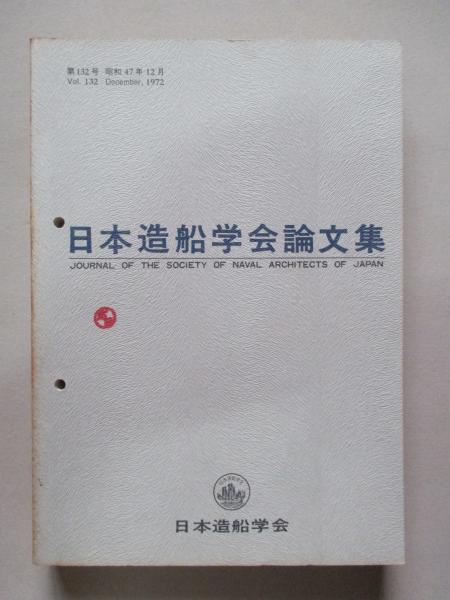 第132号 昭和47年12月
Vol. 132 December, 1972
日本造船学会論文集
JOURNAL OF THE SOCIETY OF NAVAL ARCHITECTS OF JAPAN
日本造船学会